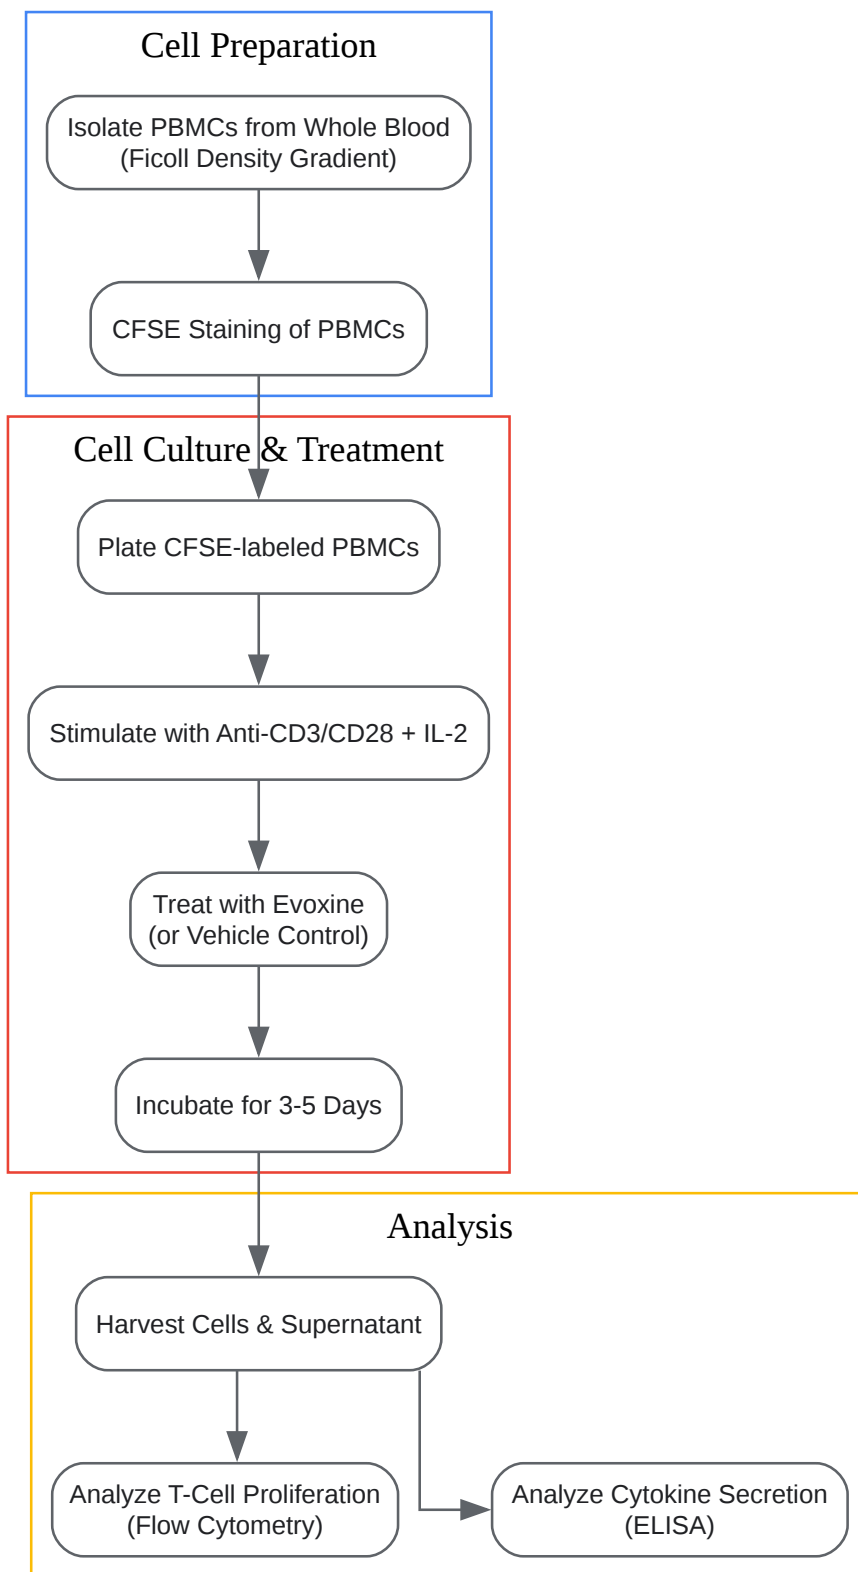 Cell Preparation
Isolate PBMCs from Whole Blood
(Ficoll Density Gradient)
CFSE Staining of PBMCs
Cell Culture & Treatment
Plate CFSE-labeled PBMCs
Stimulate with Anti-CD3/CD28 + IL-2
Treat with Evoxine
(or Vehicle Control)
Incubate for 3-5 Days
Analysis
Harvest Cells & Supernatant
Analyze T-Cell Proliferation
(Flow Cytometry)
Analyze Cytokine Secretion
(ELISA)